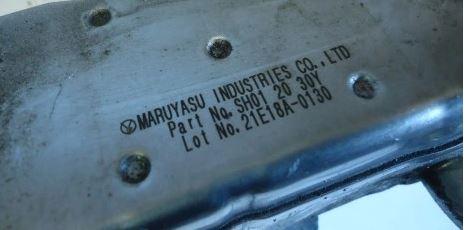 MARUYASU INDUSTRIES CO., LTD
Part No. SH01 20 30Y
Lot No. 21E18A-0130